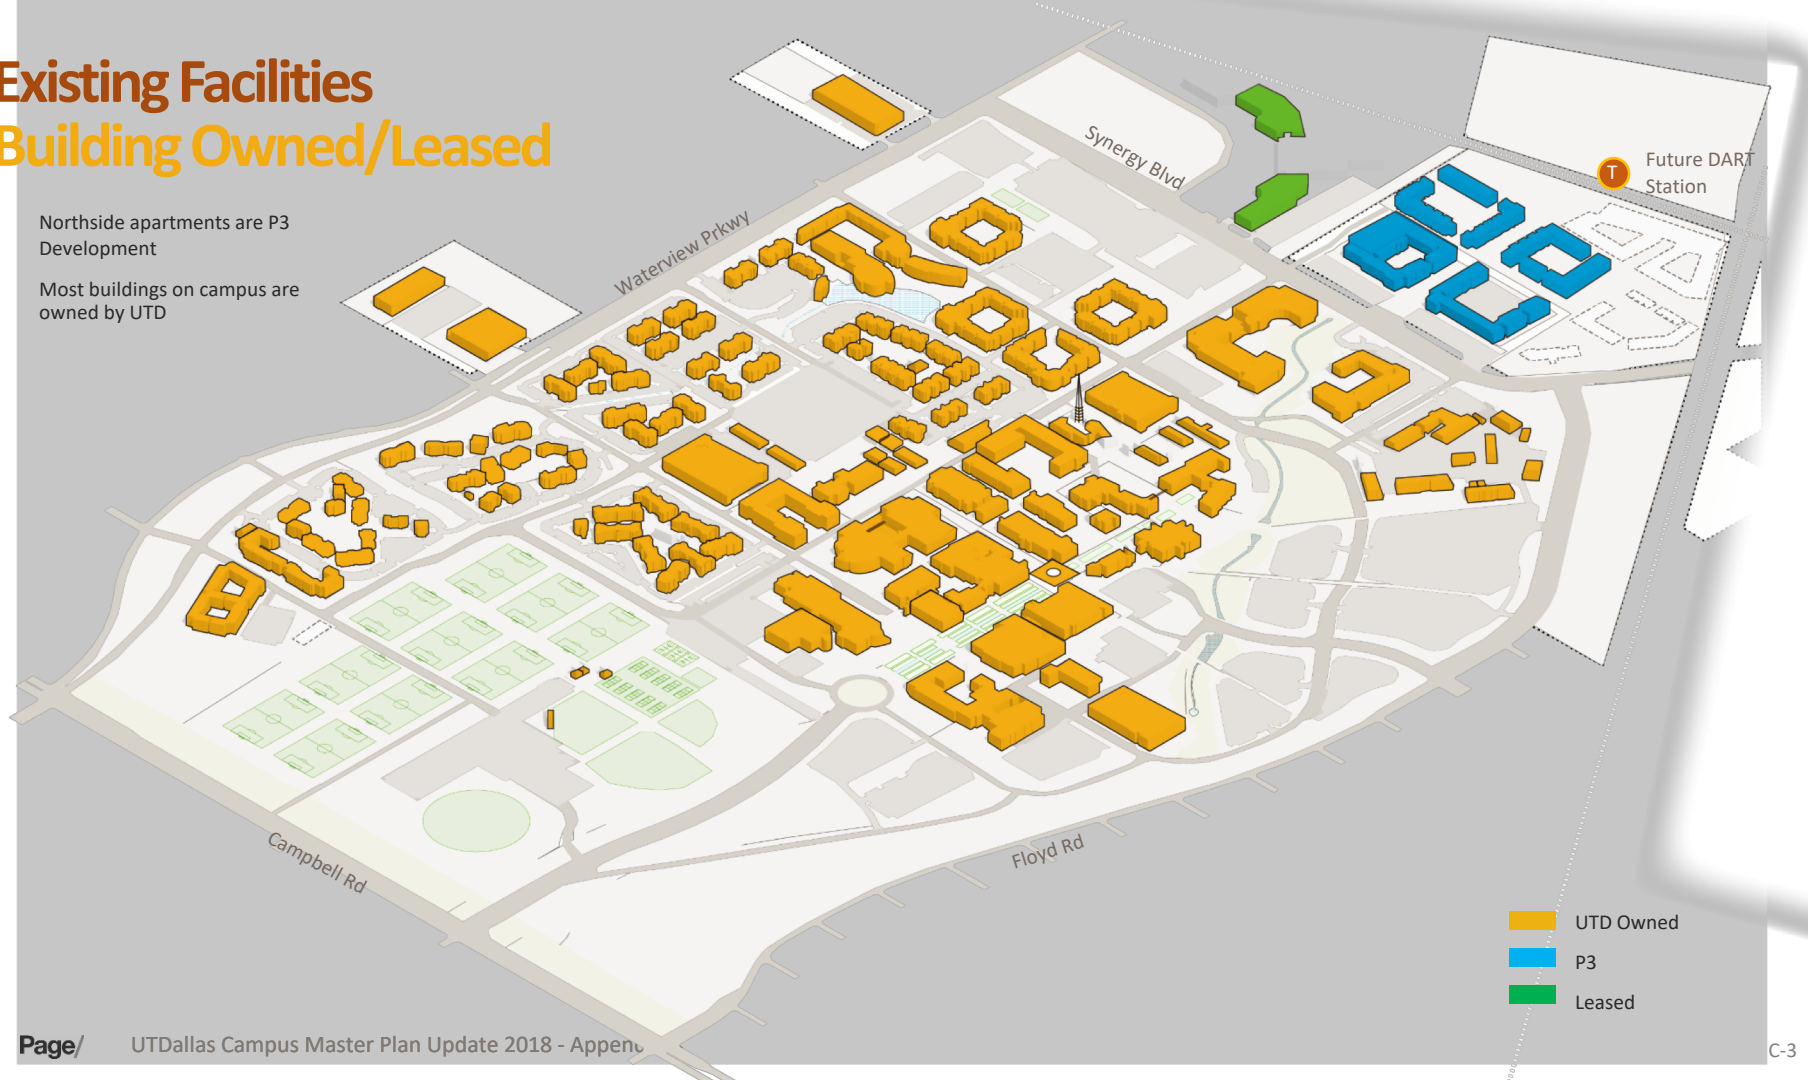 Existing Facilities
Building Owned/Leased
Northside apartments are P3
Development
Most buildings on campus are
owned by UTD
Waterview Prkwy
Synergy Blvd
T
Future DART
Station
Campbell Rd
Floyd Rd
UTD Owned
P3
Leased
Page/
UTDallas Campus Master Plan Update 2018 - Appen
C-3